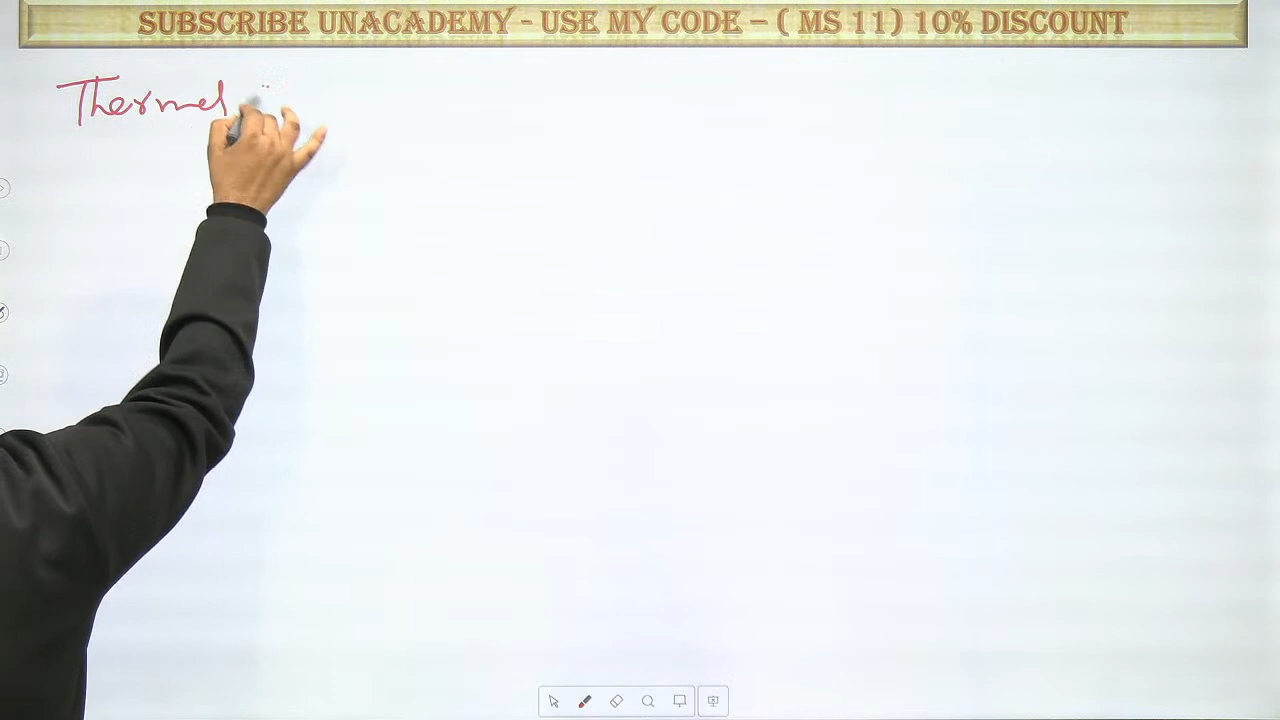 SUBSCRIBE UNACADEMY - USE MY CODE – ( MS 11) 10% DISCOUNT
Thermal